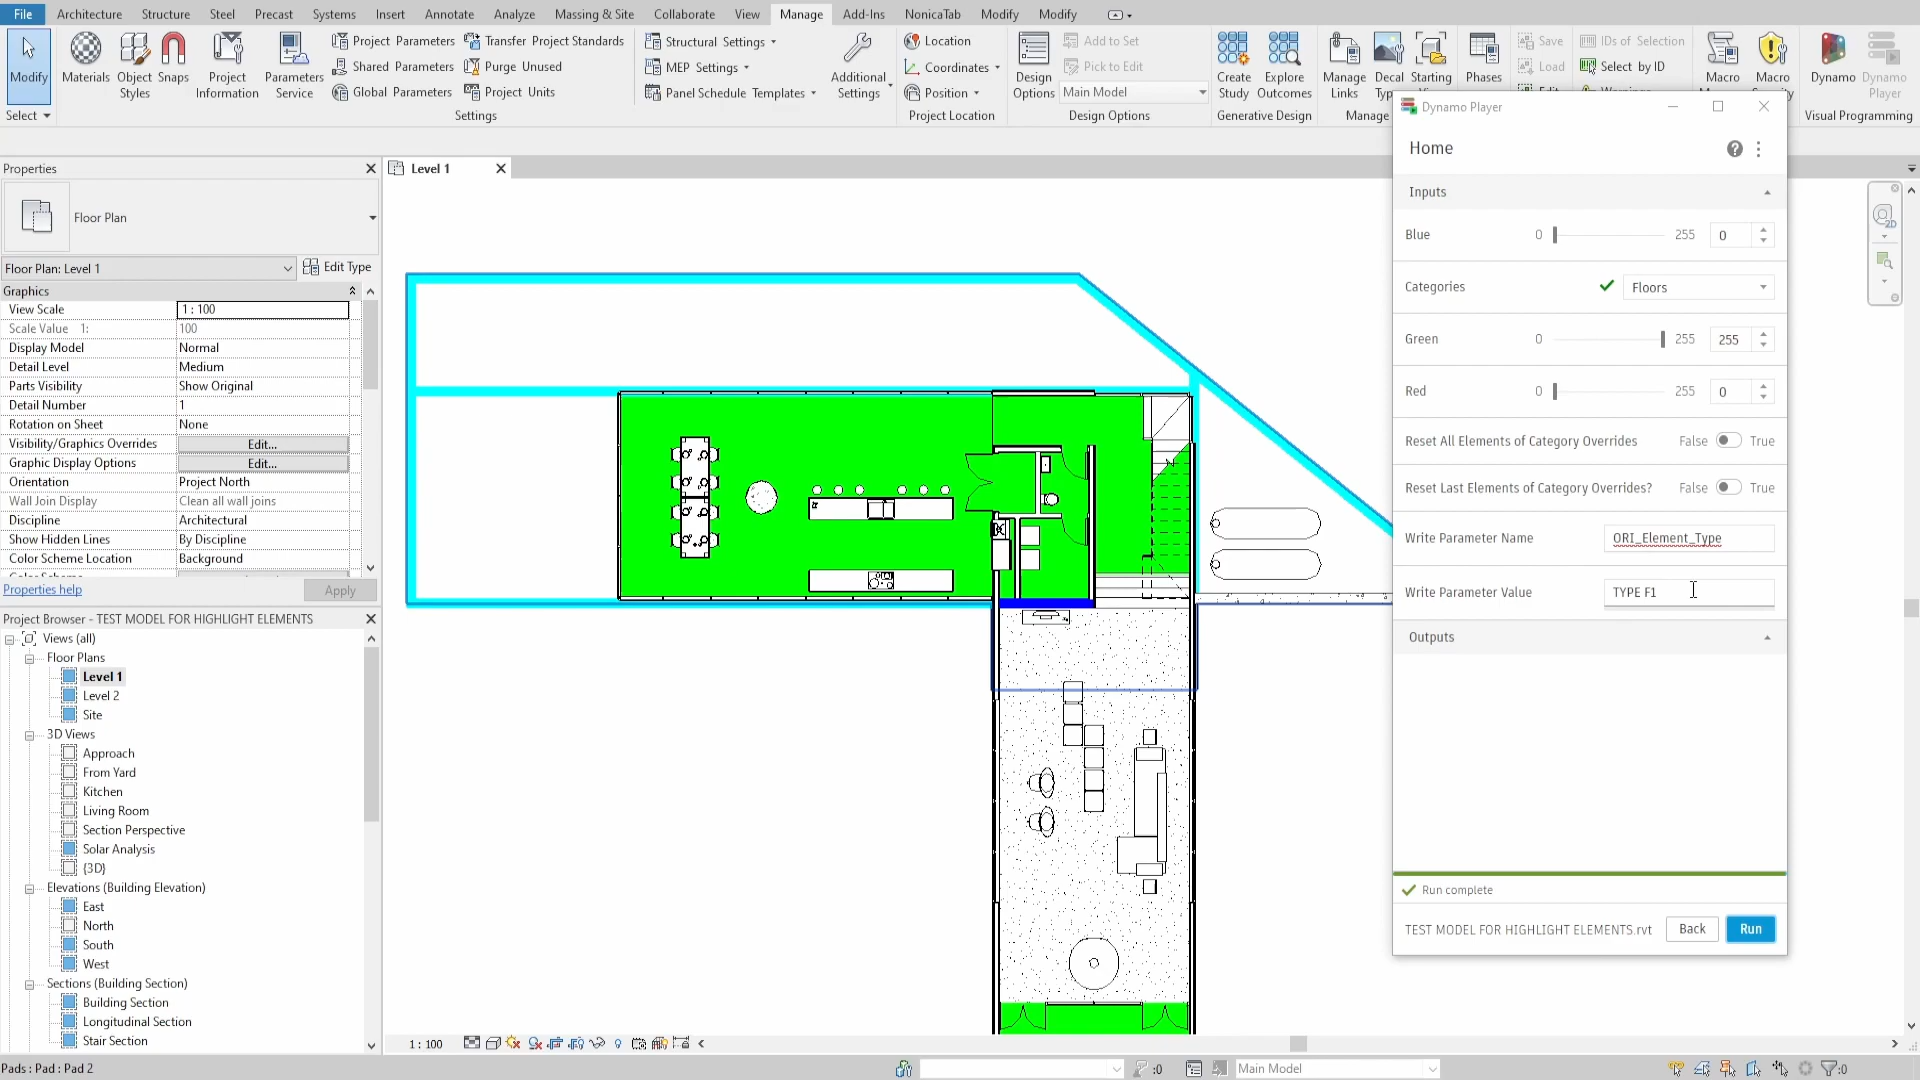 File Architecture Structure Steel Precast Systems Insert Annotate Analyze Massing & Site Collaborate View Manage Add-Ins NonicaTab Modify Modify
Modify
Materials
Object Styles
Snaps
Project Information
Parameters Service
Project Parameters
Shared Parameters
Global Parameters
Transfer Project Standards
Purge Unused
Project Units
Structural Settings
MEP Settings
Panel Schedule Templates
Additional Settings
Location
Coordinates
Position
Design Options
Add to Set
Pick to Edit
Main Model
Create Study
Explore Outcomes
Manage Links
Decal
Starting
Phases
Save
Load
IDs of Selection
Select by ID
Macro
Macro
Dynamo
Dynamo Player
Select
Settings
Project Location
Design Options
Generative Design
Manage
Visual Programming
Properties
Floor Plan
Floor Plan: Level 1
Edit Type
Graphics
View Scale 1 : 100
Scale Value 1: 100
Display Model Normal
Detail Level Medium
Parts Visibility Show Original
Detail Number 1
Rotation on Sheet None
Visibility/Graphics Overrides Edit...
Graphic Display Options Edit...
Orientation Project North
Wall Join Display Clean all wall joins
Discipline Architectural
Show Hidden Lines By Discipline
Color Scheme Location Background
Properties help
Apply
Project Browser - TEST MODEL FOR HIGHLIGHT ELEMENTS
Views (all)
Floor Plans
Level 1
Level 2
Site
3D Views
Approach
From Yard
Kitchen
Living Room
Section Perspective
Solar Analysis
{3D}
Elevations (Building Elevation)
East
North
South
West
Sections (Building Section)
Building Section
Longitudinal Section
Stair Section
Level 1
2D
1 : 100
Dynamo Player
Home
Inputs
Blue 0 255 0
Categories Floors
Green 0 255 255
Red 0 255 0
Reset All Elements of Category Overrides False True
Reset Last Elements of Category Overrides? False True
Write Parameter Name ORI_Element_Type
Write Parameter Value TYPE F1
Outputs
Run complete
TEST MODEL FOR HIGHLIGHT ELEMENTS.rvt Back Run
Pads : Pad : Pad 2
:0
Main Model
:0